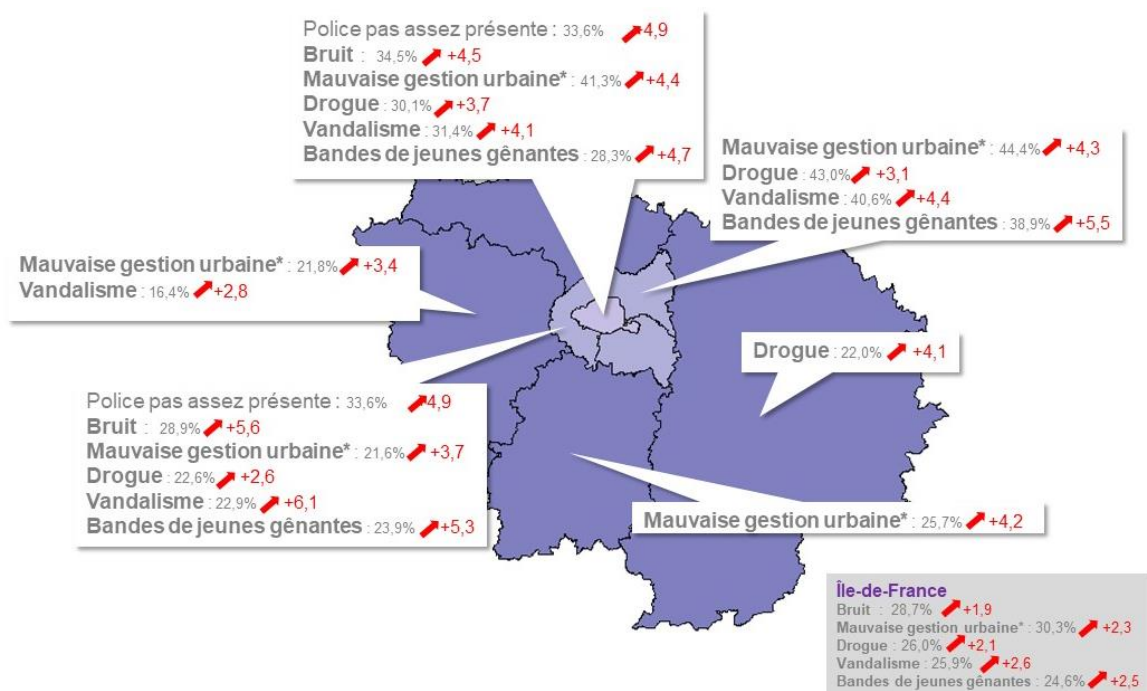 Police pas assez présente : 33,6% 4,9
Bruit : 34,5% +4,5
Mauvaise gestion urbaine* : 41,3% +4,4
Drogue : 30,1% +3,7
Vandalisme : 31,4% +4,1
Bandes de jeunes gênantes : 28,3% +4,7
Mauvaise gestion urbaine* : 44,4% +4,3
Drogue : 43,0% +3,1
Vandalisme : 40,6% +4,4
Bandes de jeunes gênantes : 38,9% +5,5
Mauvaise gestion urbaine* : 21,8% +3,4
Vandalisme : 16,4% +2,8
Drogue : 22,0% +4,1
Police pas assez présente : 33,6% 4,9
Bruit : 28,9% +5,6
Mauvaise gestion urbaine* : 21,6% +3,7
Drogue : 22,6% +2,6
Vandalisme : 22,9% +6,1
Bandes de jeunes gênantes : 23,9% +5,3
Mauvaise gestion urbaine* : 25,7% +4,2
Île-de-France
Bruit : 28,7% +1,9
Mauvaise gestion urbaine* : 30,3% +2,3
Drogue : 26,0% +2,1
Vandalisme : 25,9% +2,6
Bandes de jeunes gênantes : 24,6% +2,5